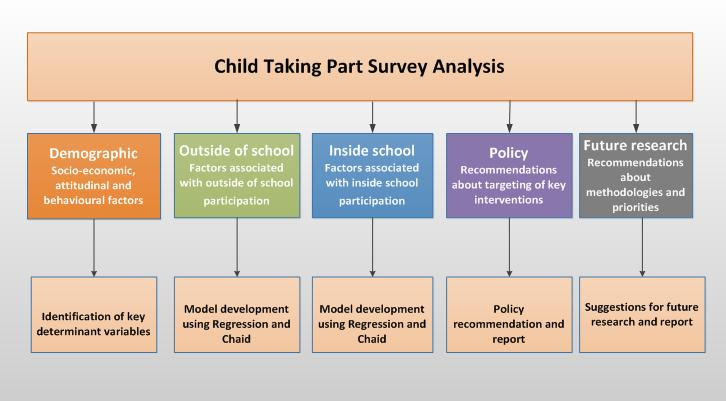 Child Taking Part Survey Analysis
Demographic
Socio-economic,
attitudinal and
behavioural factors
Outside of school
Factors associated
with outside of school
participation
Inside school
Factors associated
with inside school
participation
Policy
Recommendations
about targeting of key
interventions
Future research
Recommendations
about
methodologies and
priorities
Identification of key
determinant variables
Model development
using Regression and
Chaid
Model development
using Regression and
Chaid
Policy
recommendation and
report
Suggestions for future
research and report